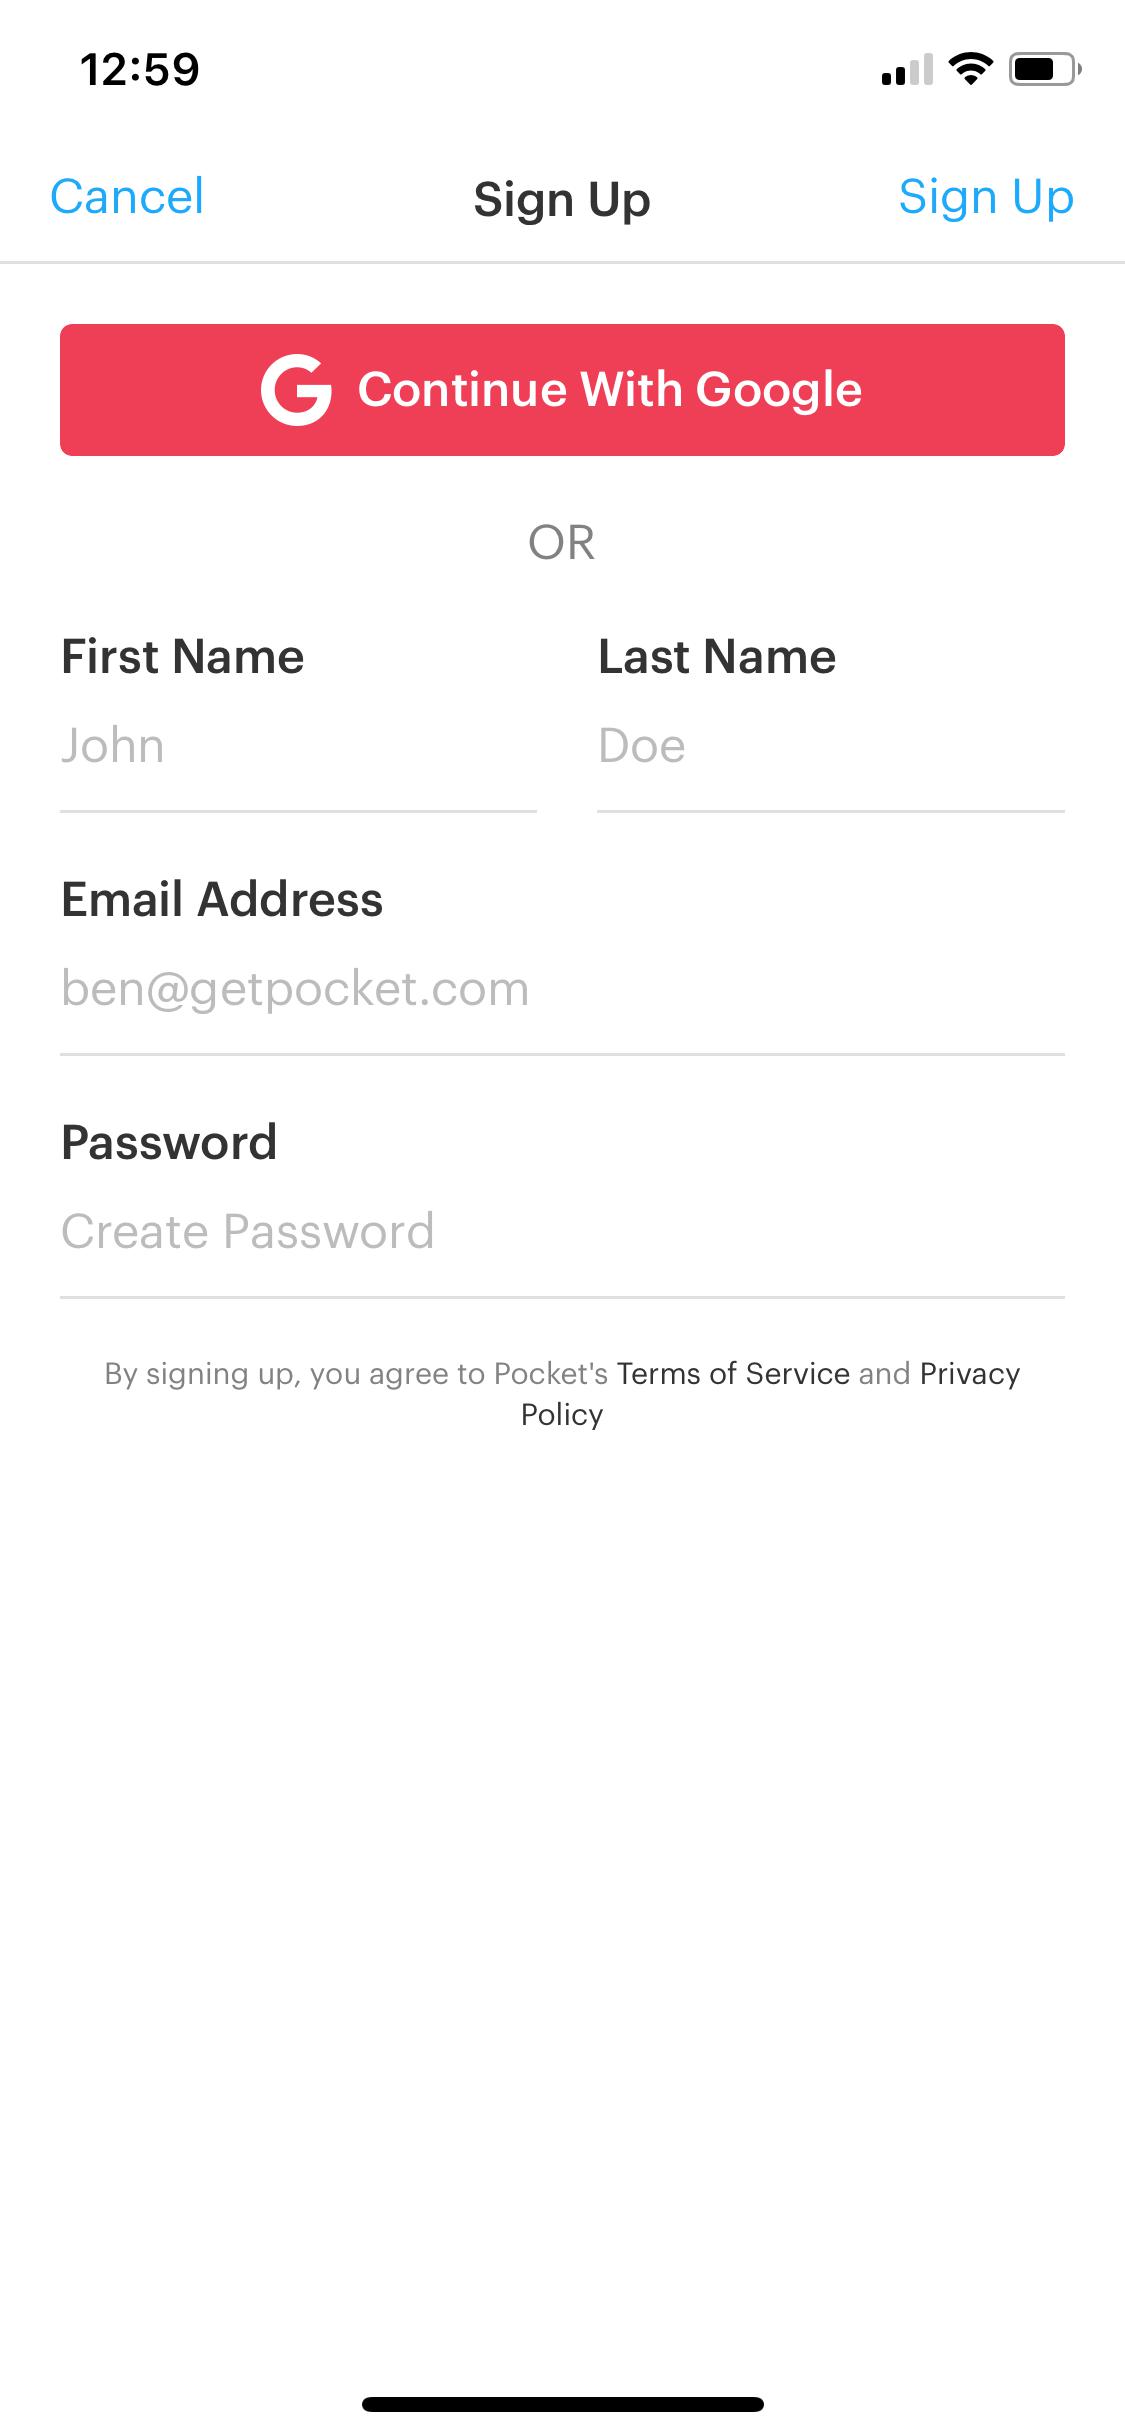 12:59
Cancel Sign Up Sign Up
Continue With Google
OR
First Name Last Name
John Doe
Email Address
ben@getpocket.com
Password
Create Password
By signing up, you agree to Pocket's Terms of Service and Privacy
Policy